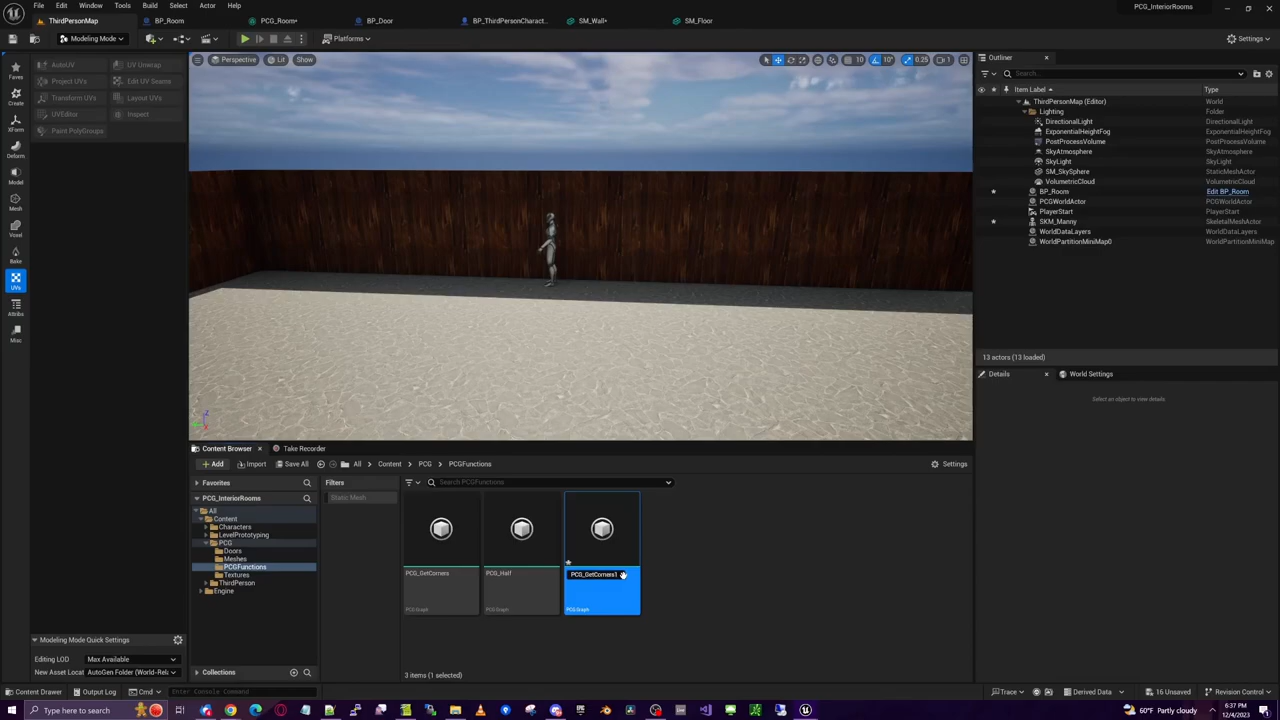 File Edit Window Tools Build Select Actor Help
PCG_InteriorRooms
ThirdPersonMap BP_Room PCG_Room* BP_Door BP_ThirdPersonCharact... SM_Wall* SM_Floor
Modeling Mode Platforms Settings
Faves
Create
XForm
Deform
Model
Mesh
Voxel
Bake
UVs
Attribs
Misc
AutoUV UV Unwrap
Project UVs Edit UV Seams
Transform UVs Layout UVs
UVEditor Inspect
Paint PolyGroups
Perspective Lit Show 10 10° 0.25 1
Outliner
Search...
Item Label Type
ThirdPersonMap (Editor) World
Lighting Folder
DirectionalLight DirectionalLight
ExponentialHeightFog ExponentialHeightFog
PostProcessVolume PostProcessVolume
SkyAtmosphere SkyAtmosphere
SkyLight SkyLight
SM_SkySphere StaticMeshActor
VolumetricCloud VolumetricCloud
BP_Room Edit BP_Room
PCGWorldActor PCGWorldActor
PlayerStart PlayerStart
SKM_Manny SkeletalMeshActor
WorldDataLayers WorldDataLayers
WorldPartitionMiniMap0 WorldPartitionMiniMap
13 actors (13 loaded)
Details World Settings
Select an object to view details
Content Browser Take Recorder
Add Import Save All All Content PCG PCGFunctions Settings
Favorites
PCG_InteriorRooms
All
Content
Characters
LevelPrototyping
PCG
Doors
Meshes
PCGFunctions
Textures
ThirdPerson
Engine
Collections
Filters
Static Mesh
Search PCGFunctions
PCG_GetCorners PCG_Half PCG_GetCorners1
PCG Graph PCG Graph PCG Graph
3 items (1 selected)
Modeling Mode Quick Settings
Editing LOD Max Available
New Asset Locat AutoGen Folder (World-Rela
Content Drawer Output Log Cmd Enter Console Command Trace Derived Data 16 Unsaved Revision Control
Type here to search 60°F Partly cloudy 6:37 PM
12/4/2023